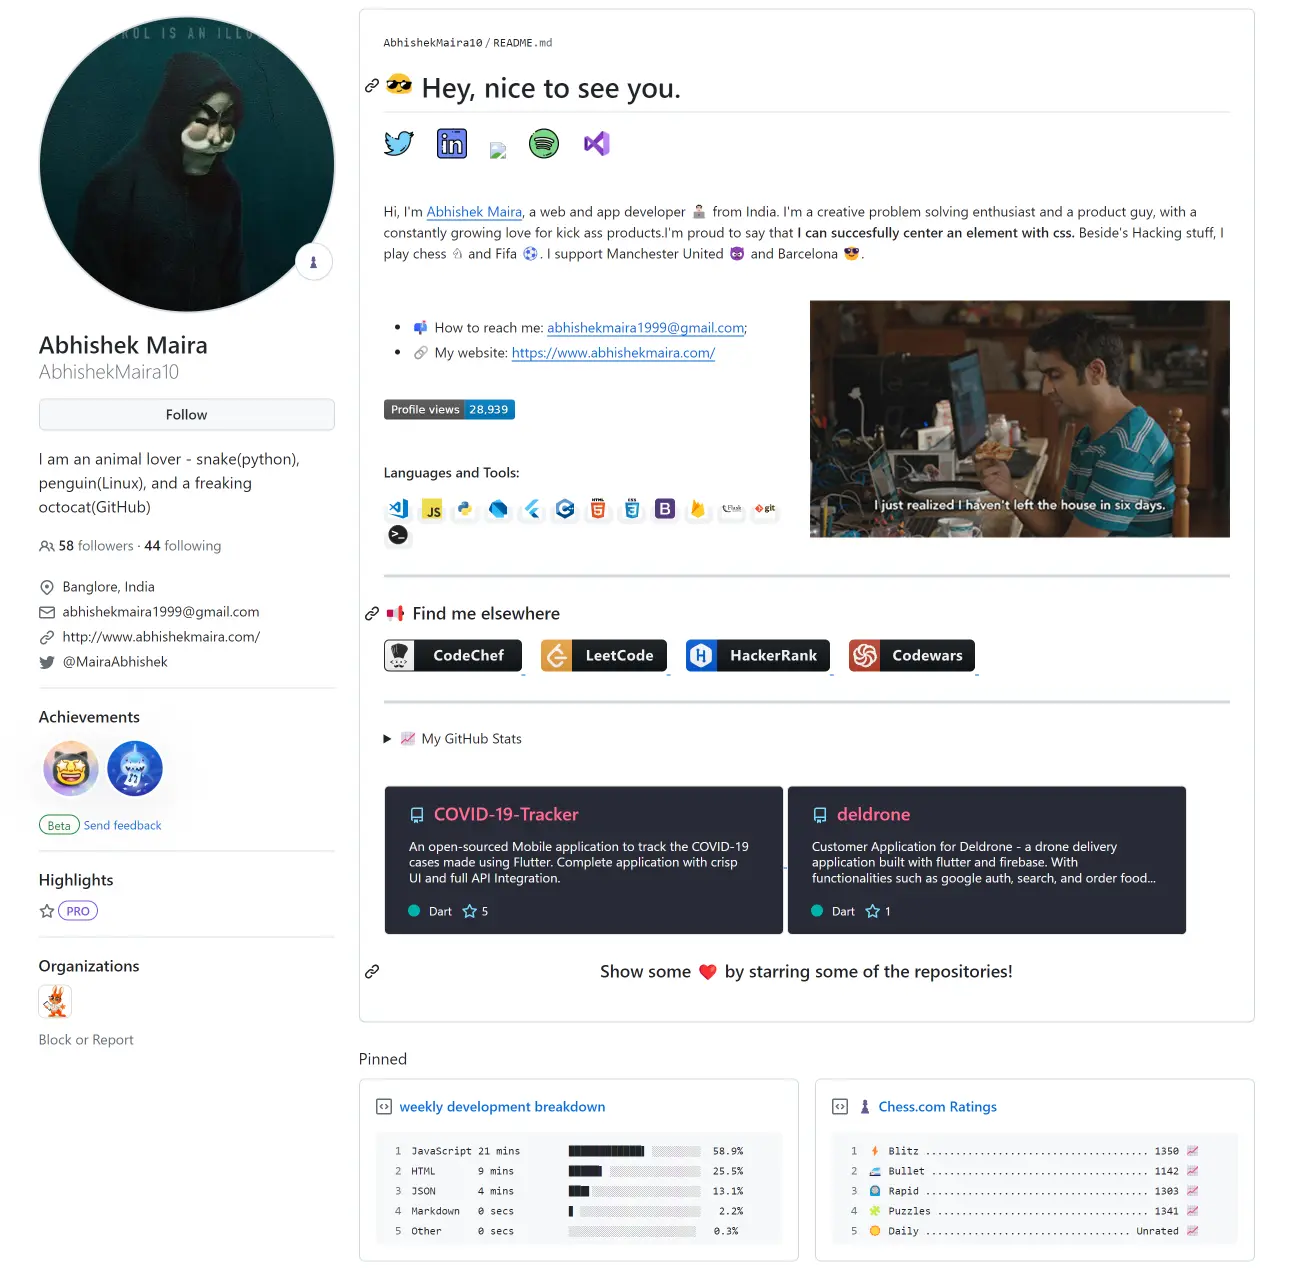 ROL IS AN ILLU
Abhishek Maira
AbhishekMaira10
Follow
I am an animal lover - snake(python),
penguin(Linux), and a freaking
octocat(GitHub)
58 followers · 44 following
Banglore, India
abhishekmaira1999@gmail.com
http://www.abhishekmaira.com/
@MairaAbhishek
Achievements
Beta Send feedback
Highlights
PRO
Organizations
Block or Report
AbhishekMaira10 / README.md
Hey, nice to see you.
in
Hi, I'm Abhishek Maira, a web and app developer 👨🏻‍💻 from India. I'm a creative problem solving enthusiast and a product guy, with a
constantly growing love for kick ass products.I'm proud to say that I can succesfully center an element with css. Beside's Hacking stuff, I
play chess ♘ and Fifa ⚽. I support Manchester United 😈 and Barcelona 😎.
• 📫 How to reach me: abhishekmaira1999@gmail.com;
• 🔗 My website: https://www.abhishekmaira.com/
I just realized I haven't left the house in six days.
Profile views 28,939
Languages and Tools:
JS HTML 5 CSS 3 B Flask git
>_
Find me elsewhere
CodeChef LeetCode H HackerRank Codewars
▶ 📈 My GitHub Stats
COVID-19-Tracker
An open-sourced Mobile application to track the COVID-19
cases made using Flutter. Complete application with crisp
UI and full API Integration.
Dart ☆ 5
deldrone
Customer Application for Deldrone - a drone delivery
application built with flutter and firebase. With
functionalities such as google auth, search, and order food...
Dart ☆ 1
Show some ❤️ by starring some of the repositories!
Pinned
weekly development breakdown
1 JavaScript 21 mins 58.9%
2 HTML 9 mins 25.5%
3 JSON 4 mins 13.1%
4 Markdown 0 secs 2.2%
5 Other 0 secs 0.3%
♟ Chess.com Ratings
1 ⚡ Blitz ..................................... 1350 📈
2 🚅 Bullet .................................... 1142 📈
3 ⏲ Rapid ..................................... 1303 📈
4 🧩 Puzzles ................................... 1341 📈
5 ☀ Daily .................................. Unrated 📈